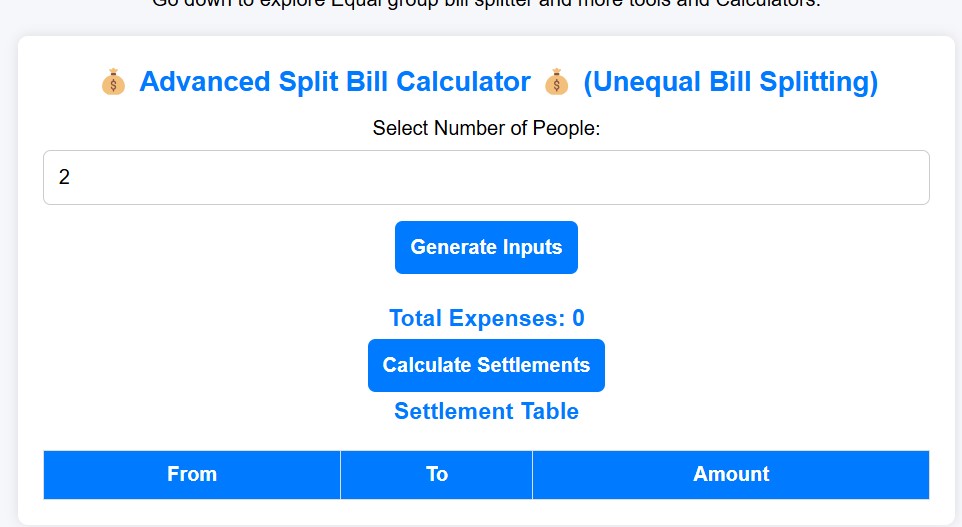 Go down to explore Equal group bill splitter and more tools and Calculators.
Advanced Split Bill Calculator (Unequal Bill Splitting)
Select Number of People:
2
Generate Inputs
Total Expenses: 0
Calculate Settlements
Settlement Table
From To Amount